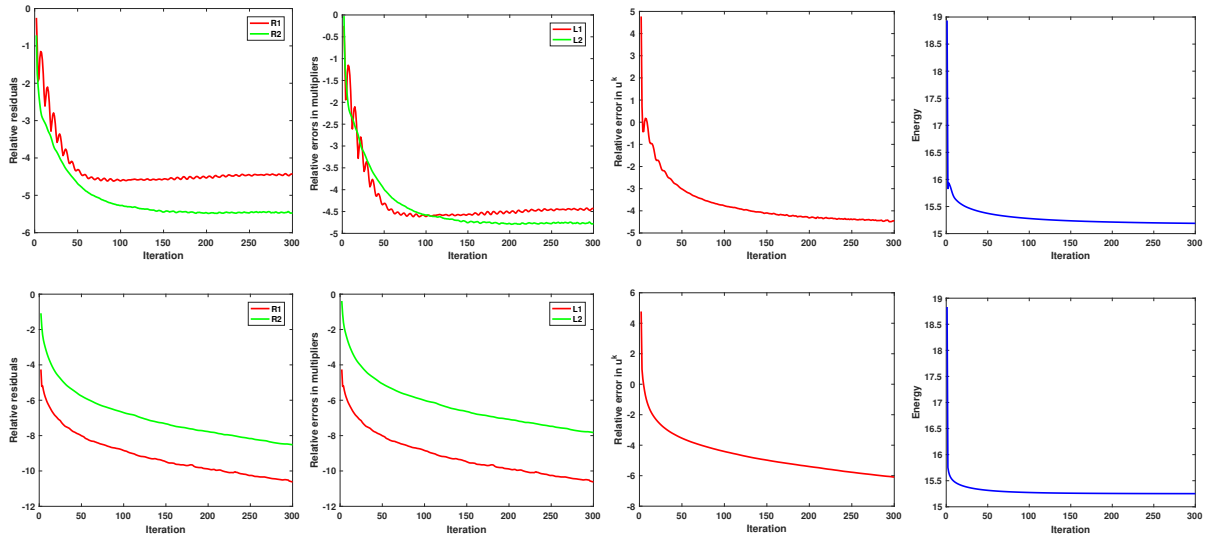 0
-1
-2
-3
-4
-5
-6
Relative residuals
R1
R2
0 50 100 150 200 250 300
Iteration
0
-0.5
-1
-1.5
-2
-2.5
-3
-3.5
-4
-4.5
-5
Relative errors in multipliers
L1
L2
0 50 100 150 200 250 300
Iteration
5
4
3
2
1
0
-1
-2
-3
-4
-5
Relative error in u^k
0 50 100 150 200 250 300
Iteration
19
18.5
18
17.5
17
16.5
16
15.5
15
Energy
0 50 100 150 200 250 300
Iteration
0
-2
-4
-6
-8
-10
-12
Relative residuals
R1
R2
0 50 100 150 200 250 300
Iteration
0
-2
-4
-6
-8
-10
-12
Relative errors in multipliers
L1
L2
0 50 100 150 200 250 300
Iteration
6
4
2
0
-2
-4
-6
-8
Relative error in u^k
0 50 100 150 200 250 300
Iteration
19
18.5
18
17.5
17
16.5
16
15.5
15
Energy
0 50 100 150 200 250 300
Iteration